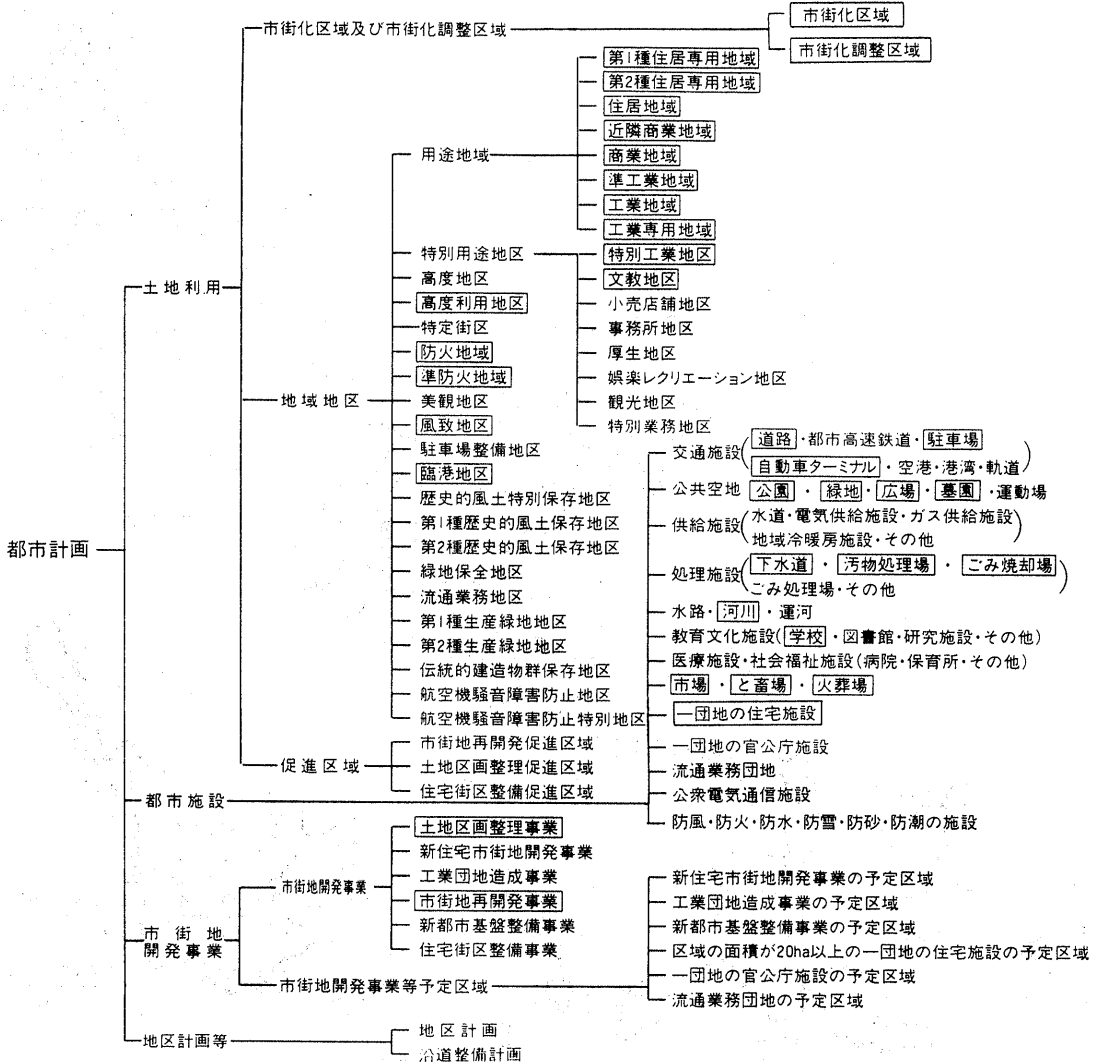 都市計画
土地利用
市街化区域及び市街化調整区域
市街化区域
市街化調整区域
地域地区
用途地域
第1種住居専用地域
第2種住居専用地域
住居地域
近隣商業地域
商業地域
準工業地域
工業地域
工業専用地域
特別用途地区
特別工業地区
文教地区
小売店舗地区
事務所地区
厚生地区
娯楽レクリエーション地区
観光地区
特別業務地区
高度地区
高度利用地区
特定街区
防火地域
準防火地域
美観地区
風致地区
駐車場整備地区
臨港地区
歴史的風土特別保存地区
第1種歴史的風土保存地区
第2種歴史的風土保存地区
緑地保全地区
流通業務地区
第1種生産緑地地区
第2種生産緑地地区
伝統的建造物群保存地区
航空機騒音障害防止地区
航空機騒音障害防止特別地区
促進区域
市街地再開発促進区域
土地区画整理促進区域
住宅街区整備促進区域
都市施設
交通施設(道路・都市高速鉄道・駐車場
自動車ターミナル・空港・港湾・軌道)
公共空地 公園・緑地・広場・墓園・運動場
供給施設(水道・電気供給施設・ガス供給施設
地域冷暖房施設・その他)
処理施設(下水道・汚物処理場・ごみ焼却場
ごみ処理場・その他)
水路・河川・運河
教育文化施設(学校・図書館・研究施設・その他)
医療施設・社会福祉施設(病院・保育所・その他)
市場・と畜場・火葬場
一団地の住宅施設
一団地の官公庁施設
流通業務団地
公衆電気通信施設
防風・防火・防水・防雪・防砂・防潮の施設
市街地
開発事業
市街地開発事業
土地区画整理事業
新住宅市街地開発事業
工業団地造成事業
市街地再開発事業
新都市基盤整備事業
住宅街区整備事業
市街地開発事業等予定区域
新住宅市街地開発事業の予定区域
工業団地造成事業の予定区域
新都市基盤整備事業の予定区域
区域の面積が20ha以上の一団地の住宅施設の予定区域
一団地の官公庁施設の予定区域
流通業務団地の予定区域
地区計画等
地区計画
沿道整備計画